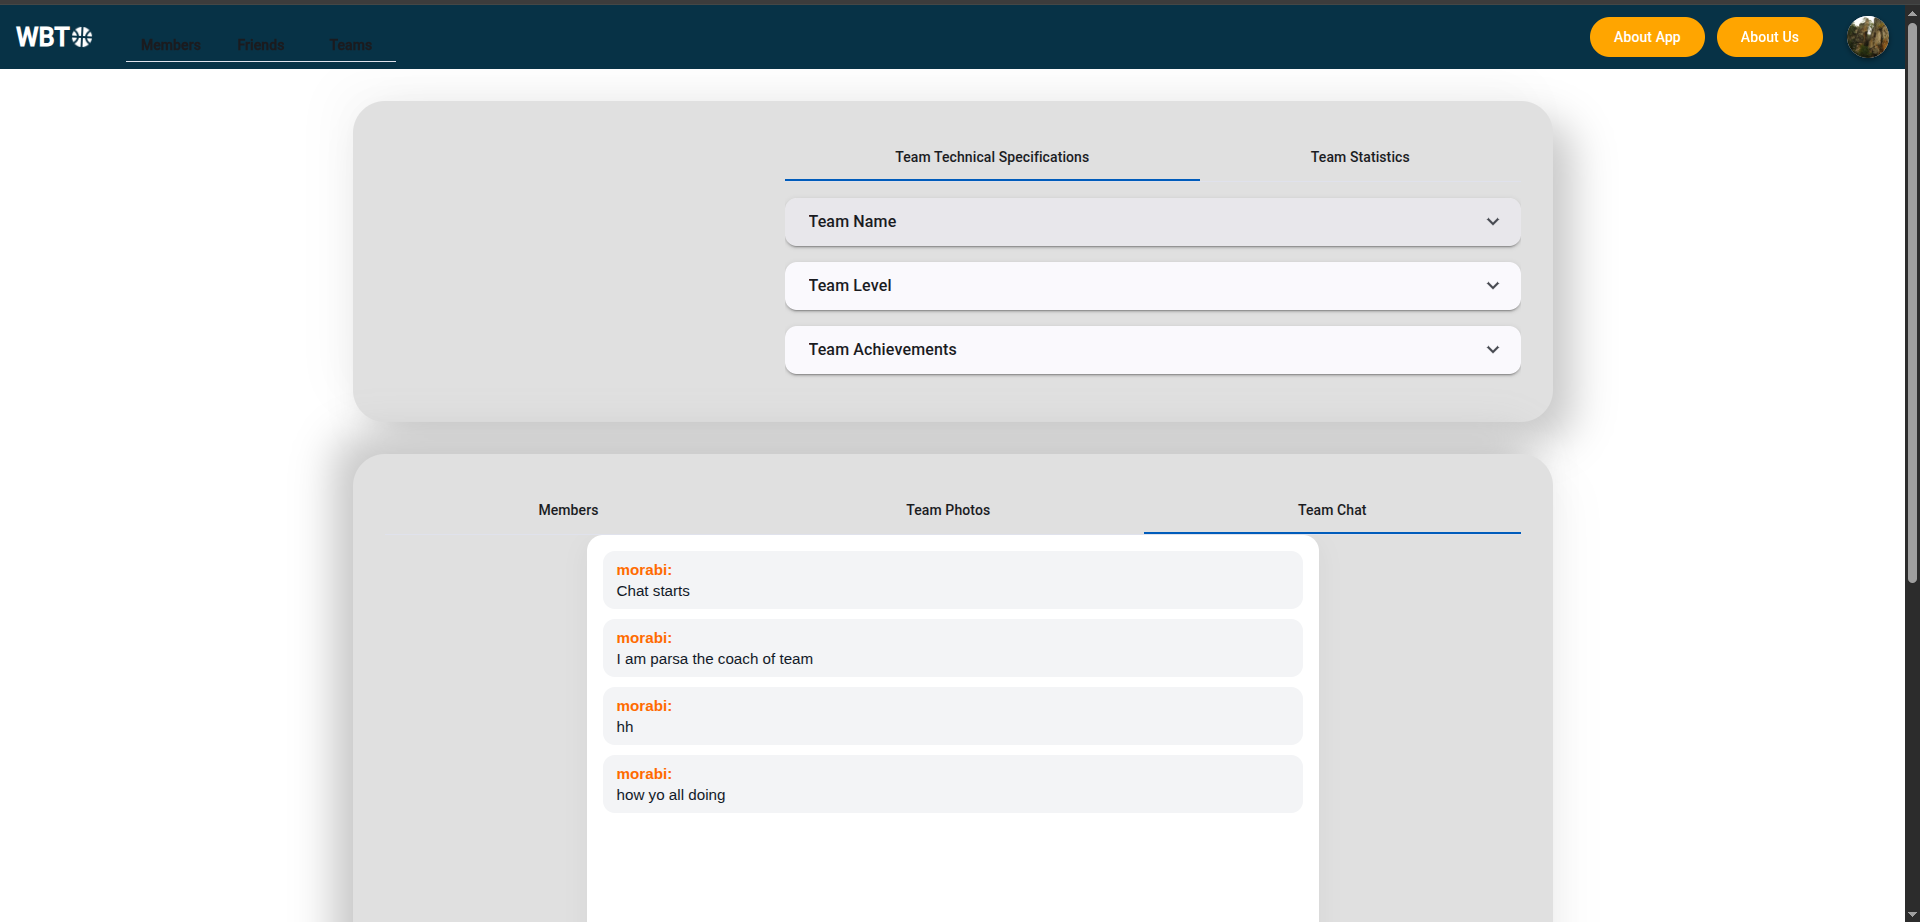 WBT
Members Friends Teams
About App About Us
Team Technical Specifications Team Statistics
Team Name
Team Level
Team Achievements
Members Team Photos Team Chat
morabi:
Chat starts
morabi:
I am parsa the coach of team
morabi:
hh
morabi:
how yo all doing